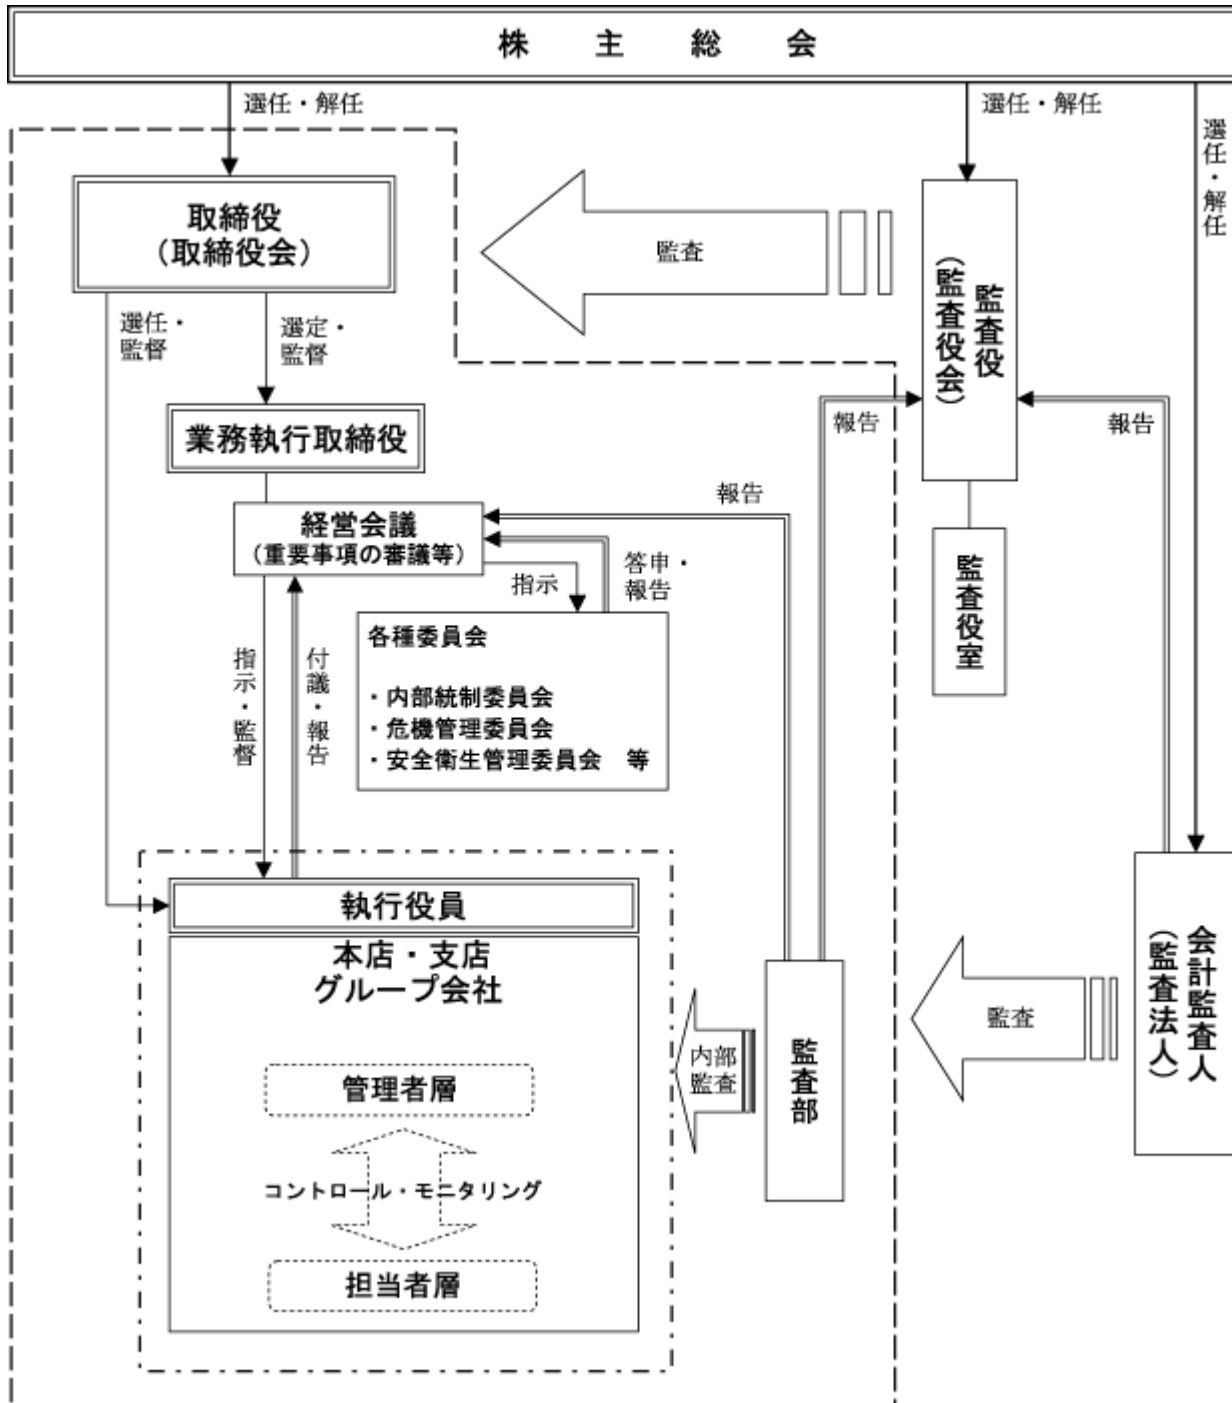 株主総会
選任・解任
選任・解任
選任・解任
取締役
（取締役会）
監査
監査役
（監査役会）
選任・
監督
選定・
監督
業務執行取締役
報告
報告
報告
経営会議
（重要事項の審議等）
指示
答申・
報告
監査役室
各種委員会
・内部統制委員会
・危機管理委員会
・安全衛生管理委員会　等
指示・監督
付議・報告
執行役員
本店・支店
グループ会社
管理者層
コントロール・モニタリング
担当者層
内部
監査
監査部
監査
会計監査人
（監査法人）